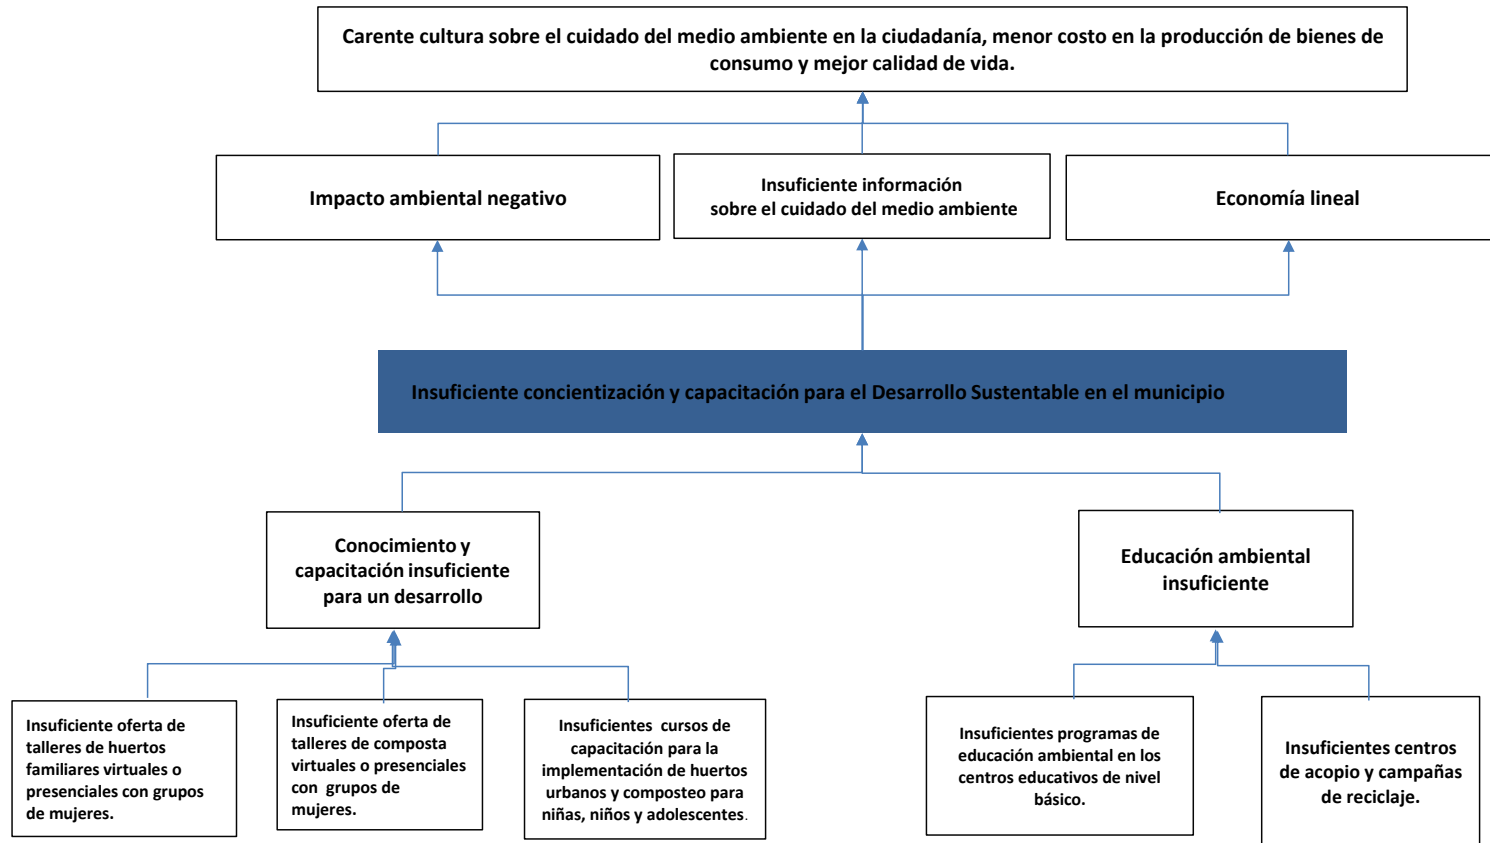 Carente cultura sobre el cuidado del medio ambiente en la ciudadanía, menor costo en la producción de bienes de
consumo y mejor calidad de vida.
Impacto ambiental negativo
Insuficiente información
sobre el cuidado del medio ambiente
Economía lineal
Insuficiente concientización y capacitación para el Desarrollo Sustentable en el municipio
Conocimiento y
capacitación insuficiente
para un desarrollo
Educación ambiental
insuficiente
Insuficiente oferta de
talleres de huertos
familiares virtuales o
presenciales con grupos
de mujeres.
Insuficiente oferta de
talleres de composta
virtuales o presenciales
con grupos de
mujeres.
Insuficientes cursos de
capacitación para la
implementación de huertos
urbanos y composteo para
niñas, niños y adolescentes.
Insuficientes programas de
educación ambiental en los
centros educativos de nivel
básico.
Insuficientes centros
de acopio y campañas
de reciclaje.